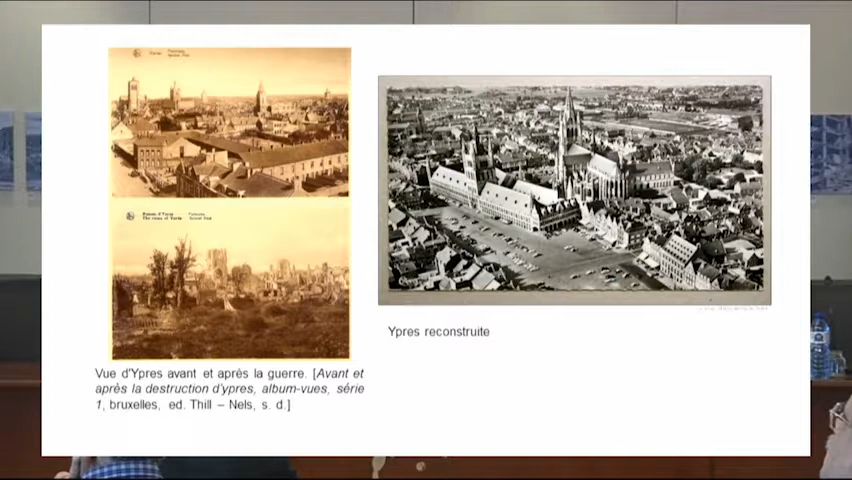 Ypres reconstruite
Vue d'Ypres avant et après la guerre. [Avant et
après la destruction d'ypres, album-vues, série
1, bruxelles, ed. Thill – Nels, s. d.]